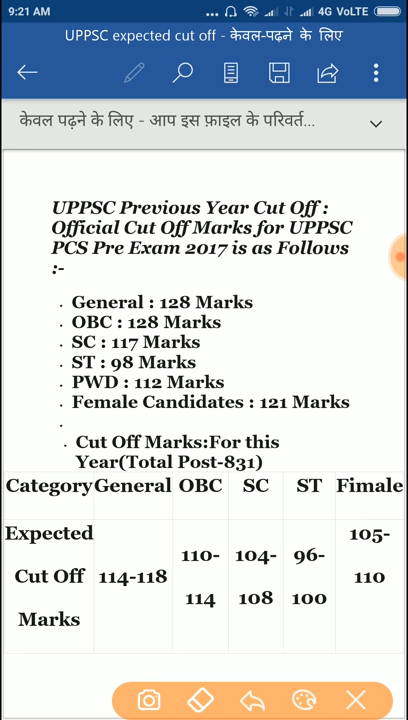 9:21 AM ... 4G VoLTE
UPPSC expected cut off - केवल-पढ़ने के लिए
केवल पढ़ने के लिए - आप इस फ़ाइल के परिवर्त...
UPPSC Previous Year Cut Off :
Official Cut Off Marks for UPPSC
PCS Pre Exam 2017 is as Follows
:-
. General : 128 Marks
. OBC : 128 Marks
. SC : 117 Marks
. ST : 98 Marks
. PWD : 112 Marks
. Female Candidates : 121 Marks
.
. Cut Off Marks:For this
Year(Total Post-831)
Category General OBC SC ST Fimale
Expected
Cut Off
Marks
114-118
110-
114
104-
108
96-
100
105-
110